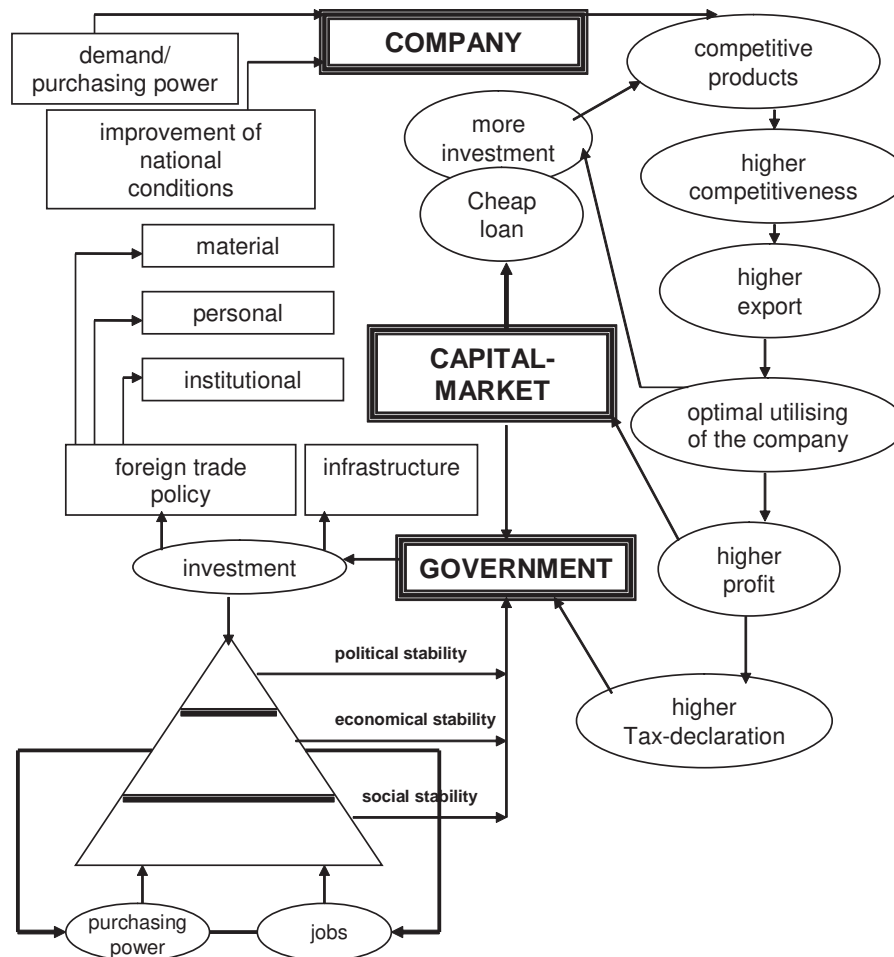 COMPANY
demand/
purchasing power
competitive
products
improvement of
national
conditions
more
investment
higher
competitiveness
Cheap
loan
material
higher
export
personal
CAPITAL-
MARKET
institutional
optimal utilising
of the company
foreign trade
policy
infrastructure
investment
GOVERNMENT
higher
profit
political stability
economical stability
higher
Tax-declaration
social stability
purchasing
power
jobs